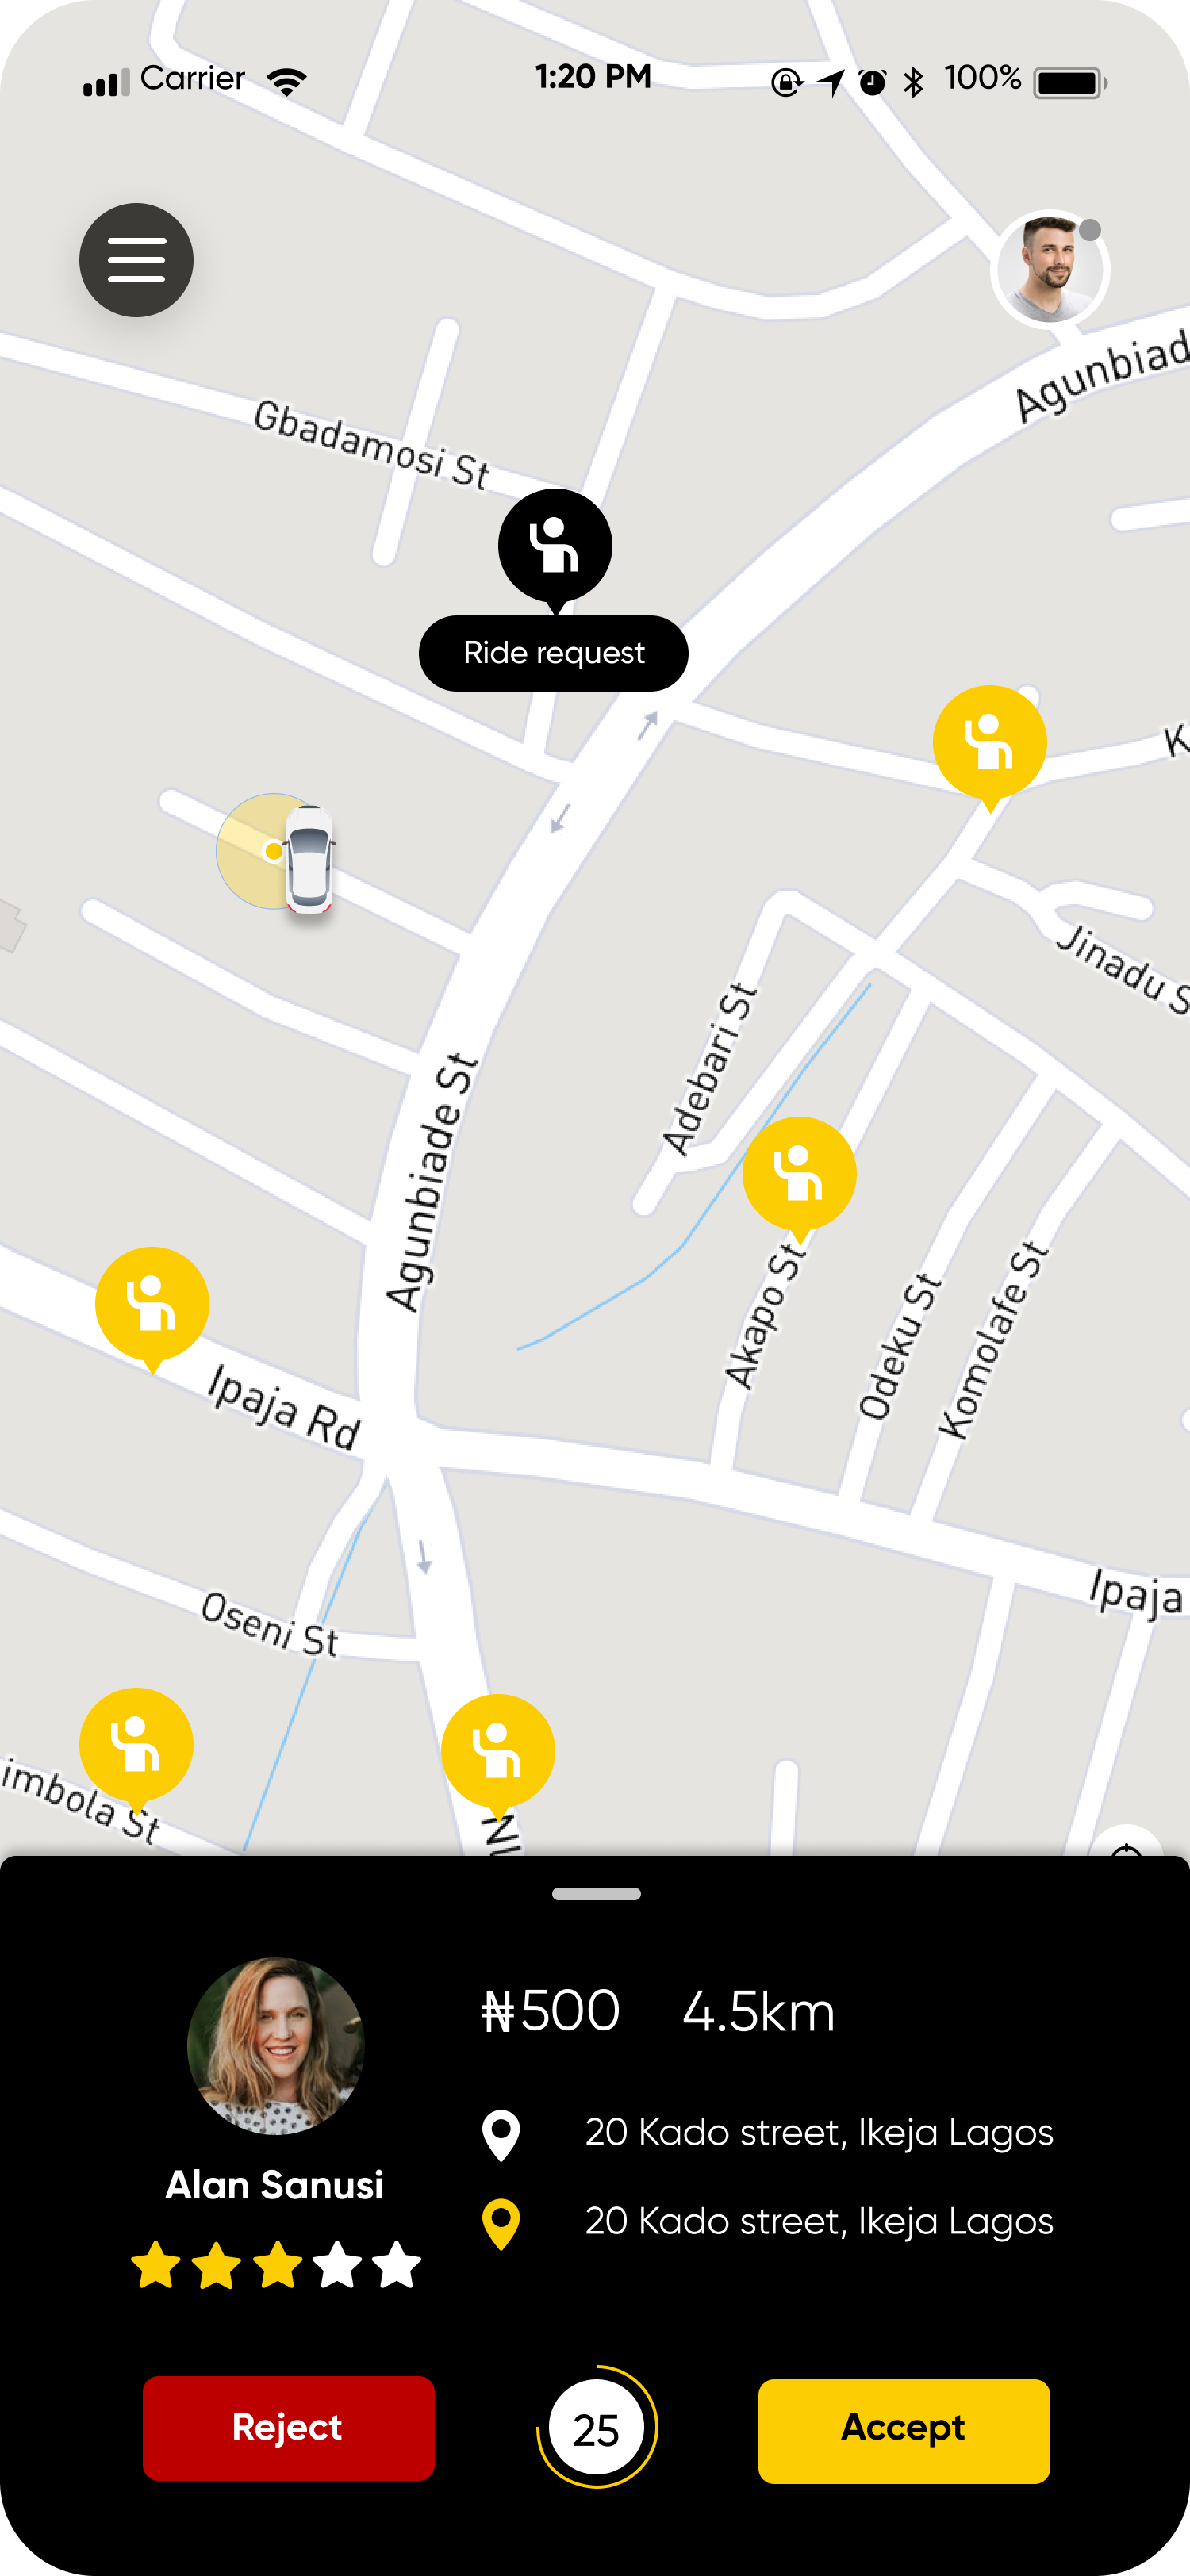 Carrier 1:20 PM 100%
Agunbiad
Gbadamosi St
Ride request
K
Jinadu S
Adebari St
Agunbiade St
Akapo St
Odeku St
Komolafe St
Ipaja Rd
Ipaja
Oseni St
imbola St
₦500 4.5km
20 Kado street, Ikeja Lagos
Alan Sanusi
20 Kado street, Ikeja Lagos
Reject
25
Accept